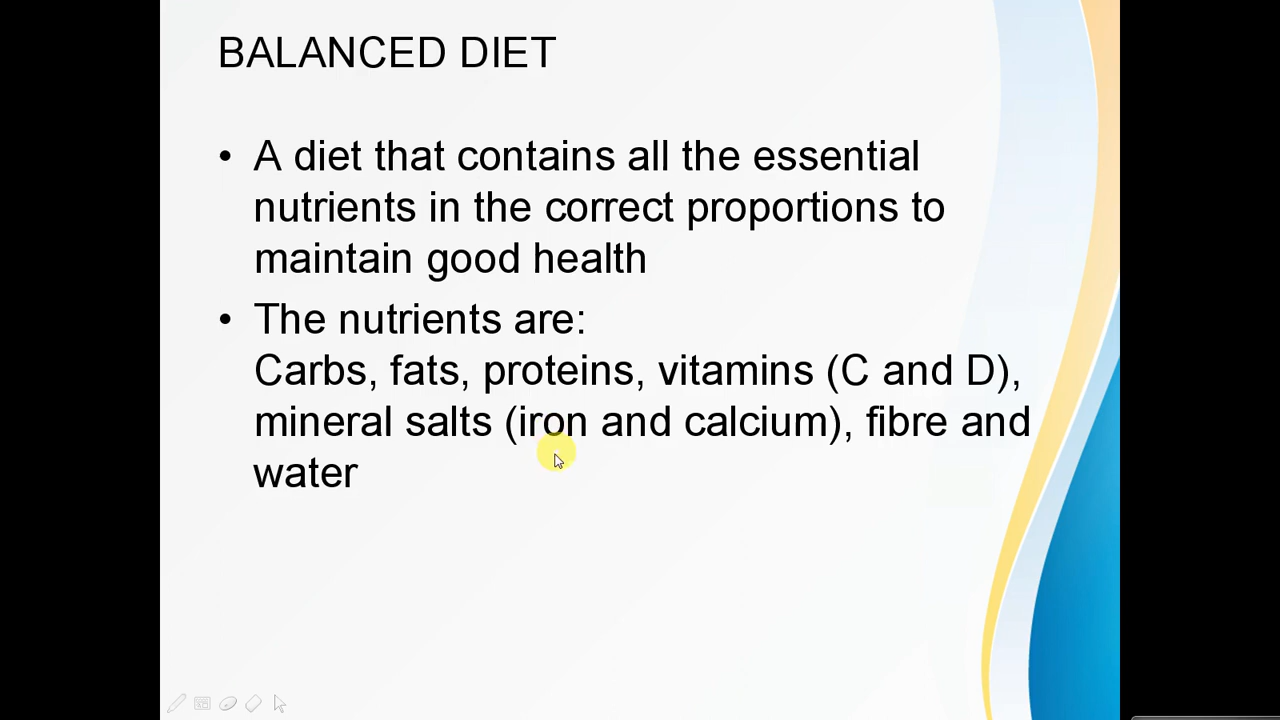 BALANCED DIET
• A diet that contains all the essential
nutrients in the correct proportions to
maintain good health
• The nutrients are:
Carbs, fats, proteins, vitamins (C and D),
mineral salts (iron and calcium), fibre and
water